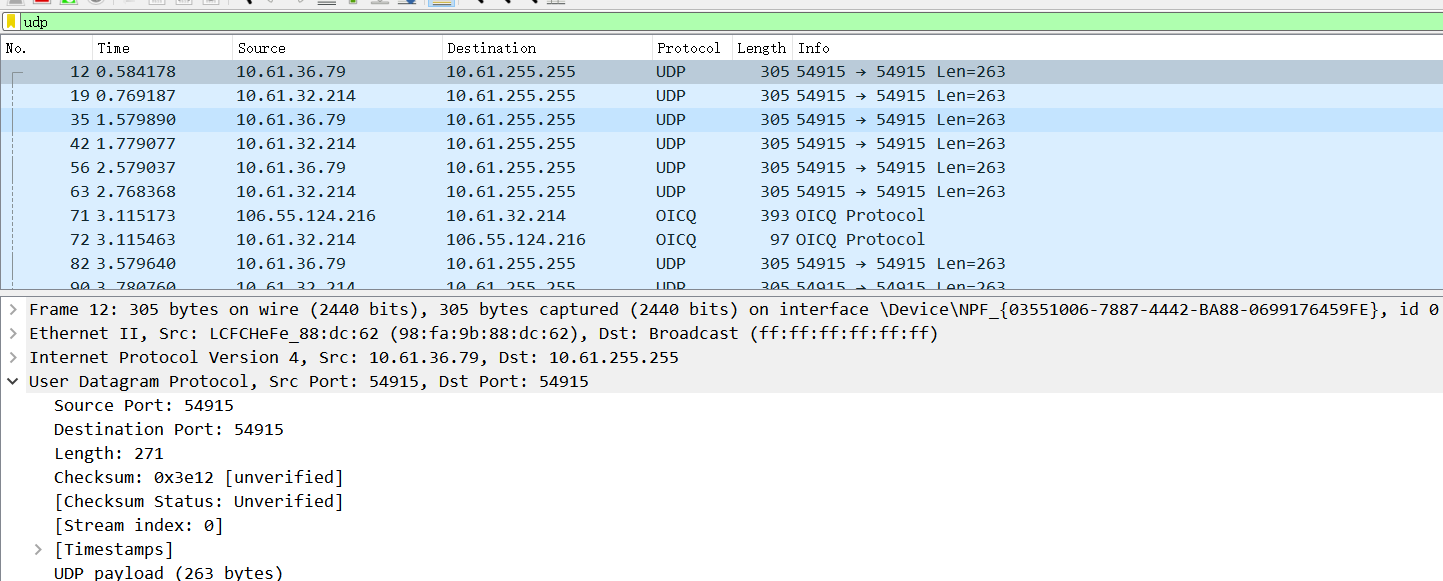 udp
No. Time Source Destination Protocol Length Info
12 0.584178 10.61.36.79 10.61.255.255 UDP 305 54915 → 54915 Len=263
19 0.769187 10.61.32.214 10.61.255.255 UDP 305 54915 → 54915 Len=263
35 1.579890 10.61.36.79 10.61.255.255 UDP 305 54915 → 54915 Len=263
42 1.779077 10.61.32.214 10.61.255.255 UDP 305 54915 → 54915 Len=263
56 2.579037 10.61.36.79 10.61.255.255 UDP 305 54915 → 54915 Len=263
63 2.768368 10.61.32.214 10.61.255.255 UDP 305 54915 → 54915 Len=263
71 3.115173 106.55.124.216 10.61.32.214 OICQ 393 OICQ Protocol
72 3.115463 10.61.32.214 106.55.124.216 OICQ 97 OICQ Protocol
82 3.579640 10.61.36.79 10.61.255.255 UDP 305 54915 → 54915 Len=263
90 3.780760 10.61.32.214 10.61.255.255 UDP 305 54915 → 54915 Len=263
Frame 12: 305 bytes on wire (2440 bits), 305 bytes captured (2440 bits) on interface \Device\NPF_{03551006-7887-4442-BA88-0699176459FE}, id 0
Ethernet II, Src: LCFCHeFe_88:dc:62 (98:fa:9b:88:dc:62), Dst: Broadcast (ff:ff:ff:ff:ff:ff)
Internet Protocol Version 4, Src: 10.61.36.79, Dst: 10.61.255.255
User Datagram Protocol, Src Port: 54915, Dst Port: 54915
Source Port: 54915
Destination Port: 54915
Length: 271
Checksum: 0x3e12 [unverified]
[Checksum Status: Unverified]
[Stream index: 0]
[Timestamps]
UDP payload (263 bytes)